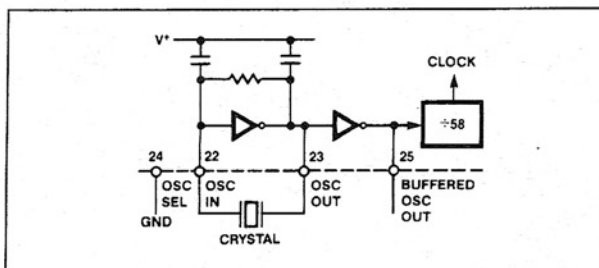 V+
CLOCK
÷58
24 22 23 25
OSC SEL
OSC IN
OSC OUT
BUFFERED OSC OUT
GND
CRYSTAL